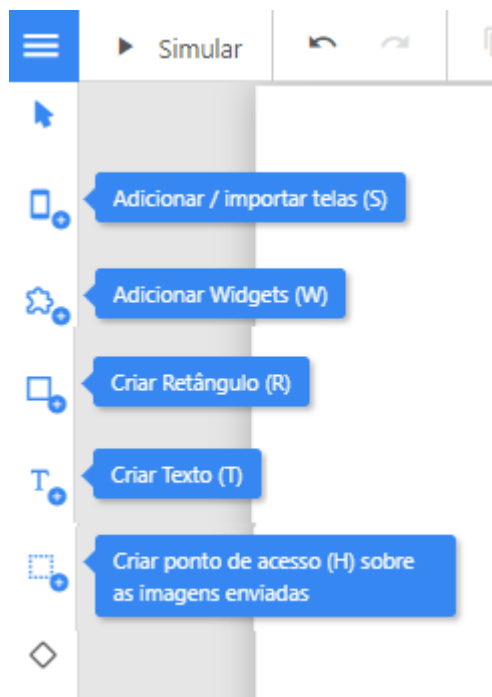 Simular
Adicionar / importar telas (S)
Adicionar Widgets (W)
Criar Retângulo (R)
T
Criar Texto (T)
Criar ponto de acesso (H) sobre
as imagens enviadas